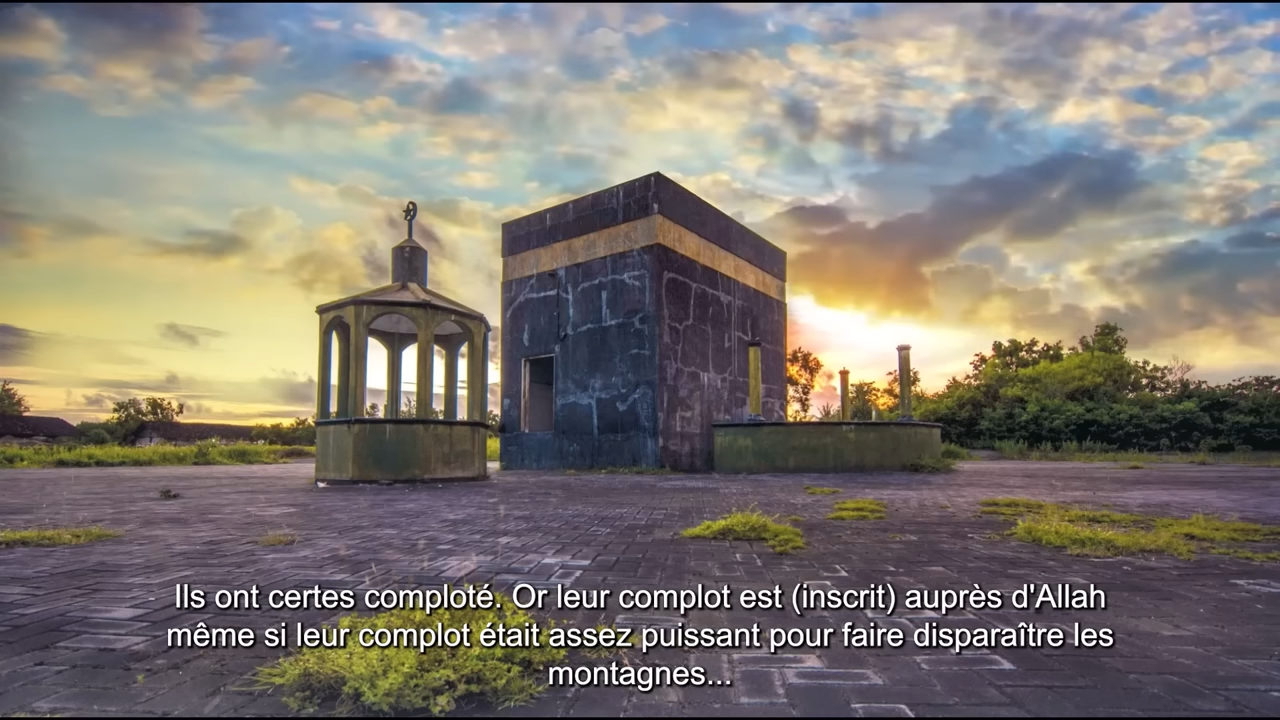 Ils ont certes comploté. Or leur complot est (inscrit) auprès d'Allah
même si leur complot était assez puissant pour faire disparaître les
montagnes...